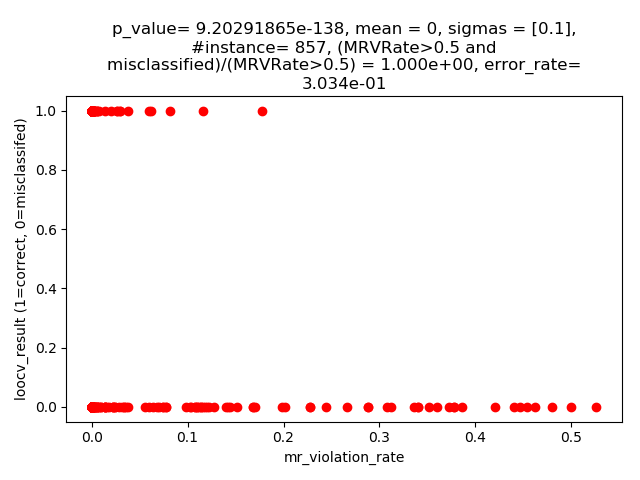 p_value= 9.20291865e-138, mean = 0, sigmas = [0.1],
#instance= 857, (MRVRate>0.5 and
misclassified)/(MRVRate>0.5) = 1.000e+00, error_rate=
3.034e-01
loocv_result (1=correct, 0=misclassifed)
1.0
0.8
0.6
0.4
0.2
0.0
0.0 0.1 0.2 0.3 0.4 0.5
mr_violation_rate